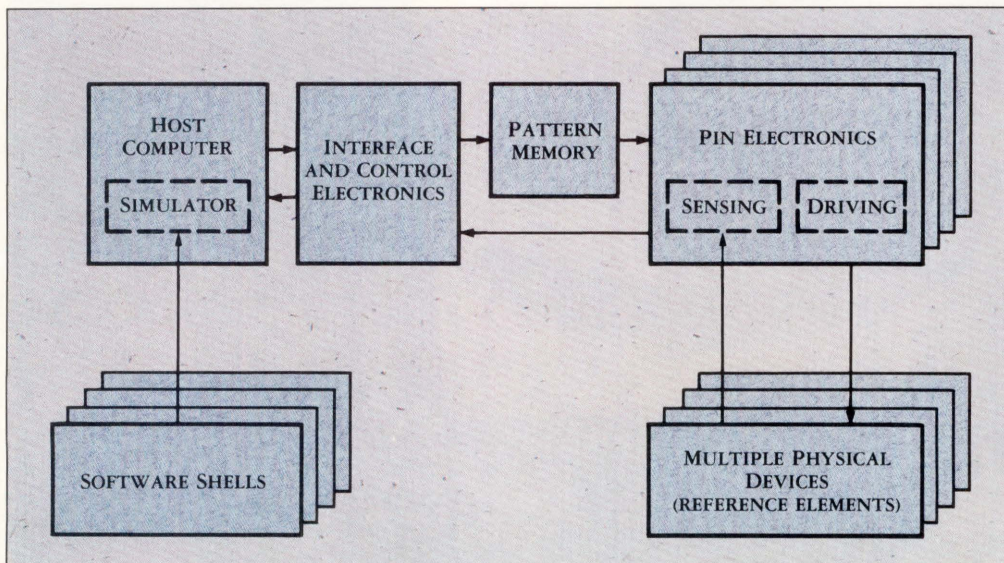 HOST
COMPUTER
SIMULATOR
INTERFACE
AND CONTROL
ELECTRONICS
PATTERN
MEMORY
PIN ELECTRONICS
SENSING
DRIVING
SOFTWARE SHELLS
MULTIPLE PHYSICAL
DEVICES
(REFERENCE ELEMENTS)